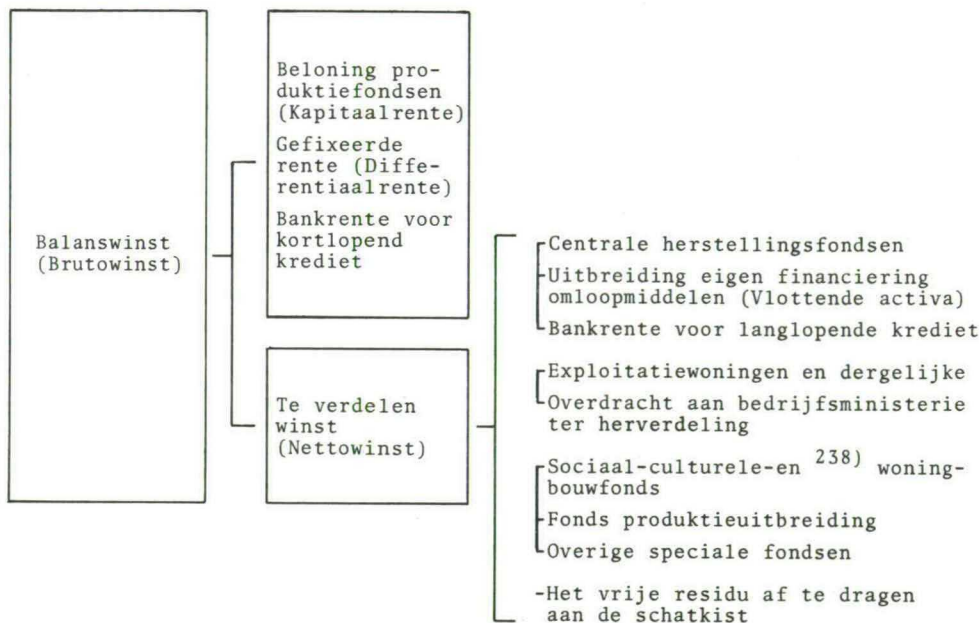 Balanswinst
(Brutowinst)
Beloning pro-
duktiefondsen
(Kapitaalrente)
Gefixeerde
rente (Diffe-
rentiaalrente)
Bankrente voor
kortlopend
krediet
Te verdelen
winst
(Nettowinst)
Centrale herstellingsfondsen
Uitbreiding eigen financiering
omloopmiddelen (Vlottende activa)
Bankrente voor langlopende krediet
Exploitatiewoningen en dergelijke
Overdracht aan bedrijfsministerie
ter herverdeling
Sociaal-culturele-en 238) woning-
bouwfonds
Fonds produktieuitbreiding
Overige speciale fondsen
-Het vrije residu af te dragen
aan de schatkist